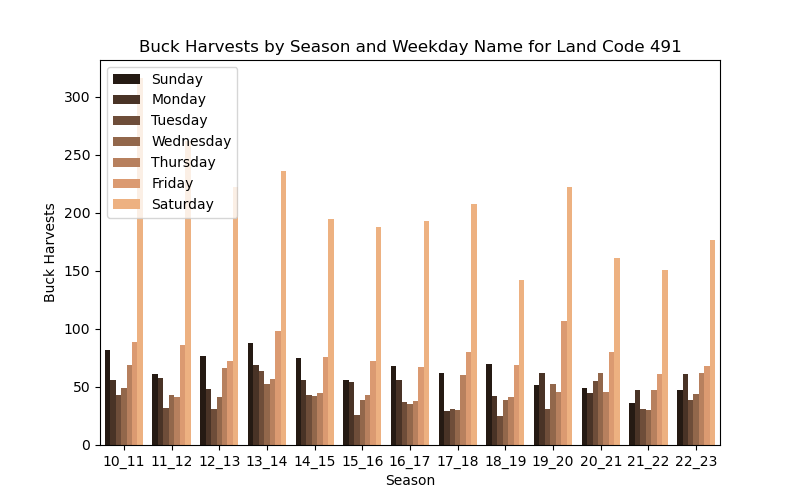 Buck Harvests by Season and Weekday Name for Land Code 491
Sunday
Monday
Tuesday
Wednesday
Thursday
Friday
Saturday
300
250
200
150
100
50
0
Buck Harvests
10_11 11_12 12_13 13_14 14_15 15_16 16_17 17_18 18_19 19_20 20_21 21_22 22_23
Season